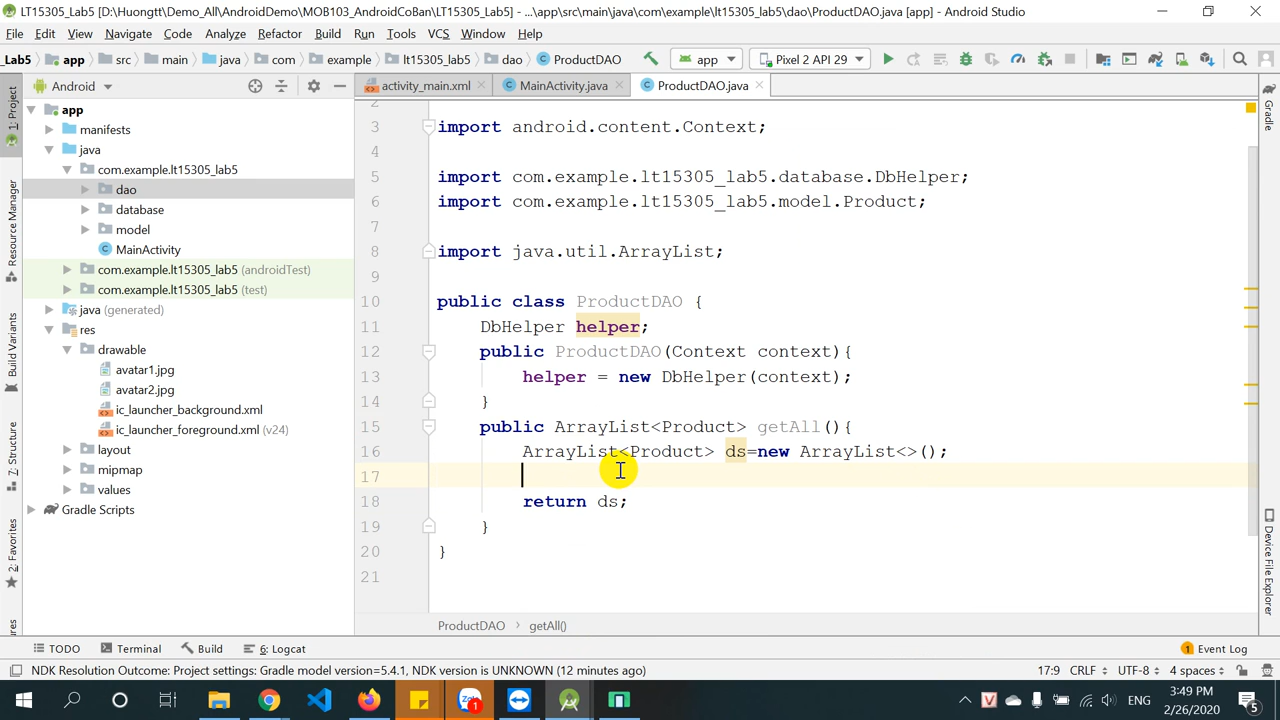 LT15305_Lab5 [D:\Huongtt\Demo_All\AndroidDemo\MOB103_AndroidCoBan\LT15305_Lab5] - ...\app\src\main\java\com\example\lt15305_lab5\dao\ProductDAO.java [app] - Android Studio
File Edit View Navigate Code Analyze Refactor Build Run Tools VCS Window Help
_Lab5 app src main java com example lt15305_lab5 dao ProductDAO app Pixel 2 API 29
Android activity_main.xml MainActivity.java ProductDAO.java
1: Project
Resource Manager
Build Variants
Z: Structure
2: Favorites
app
manifests
java
com.example.lt15305_lab5
dao
database
model
MainActivity
com.example.lt15305_lab5 (androidTest)
com.example.lt15305_lab5 (test)
java (generated)
res
drawable
avatar1.jpg
avatar2.jpg
ic_launcher_background.xml
ic_launcher_foreground.xml (v24)
layout
mipmap
values
Gradle Scripts
2
3 import android.content.Context;
4
5 import com.example.lt15305_lab5.database.DbHelper;
6 import com.example.lt15305_lab5.model.Product;
7
8 import java.util.ArrayList;
9
10 public class ProductDAO {
11 DbHelper helper;
12 public ProductDAO(Context context){
13 helper = new DbHelper(context);
14 }
15 public ArrayList<Product> getAll(){
16 ArrayList<Product> ds=new ArrayList<>();
17
18 return ds;
19 }
20 }
21
Gradle
Device File Explorer
ProductDAO › getAll()
TODO Terminal Build 6: Logcat 1 Event Log
NDK Resolution Outcome: Project settings: Gradle model version=5.4.1, NDK version is UNKNOWN (12 minutes ago) 17:9 CRLF UTF-8 4 spaces
1 V ENG 3:49 PM
2/26/2020 5